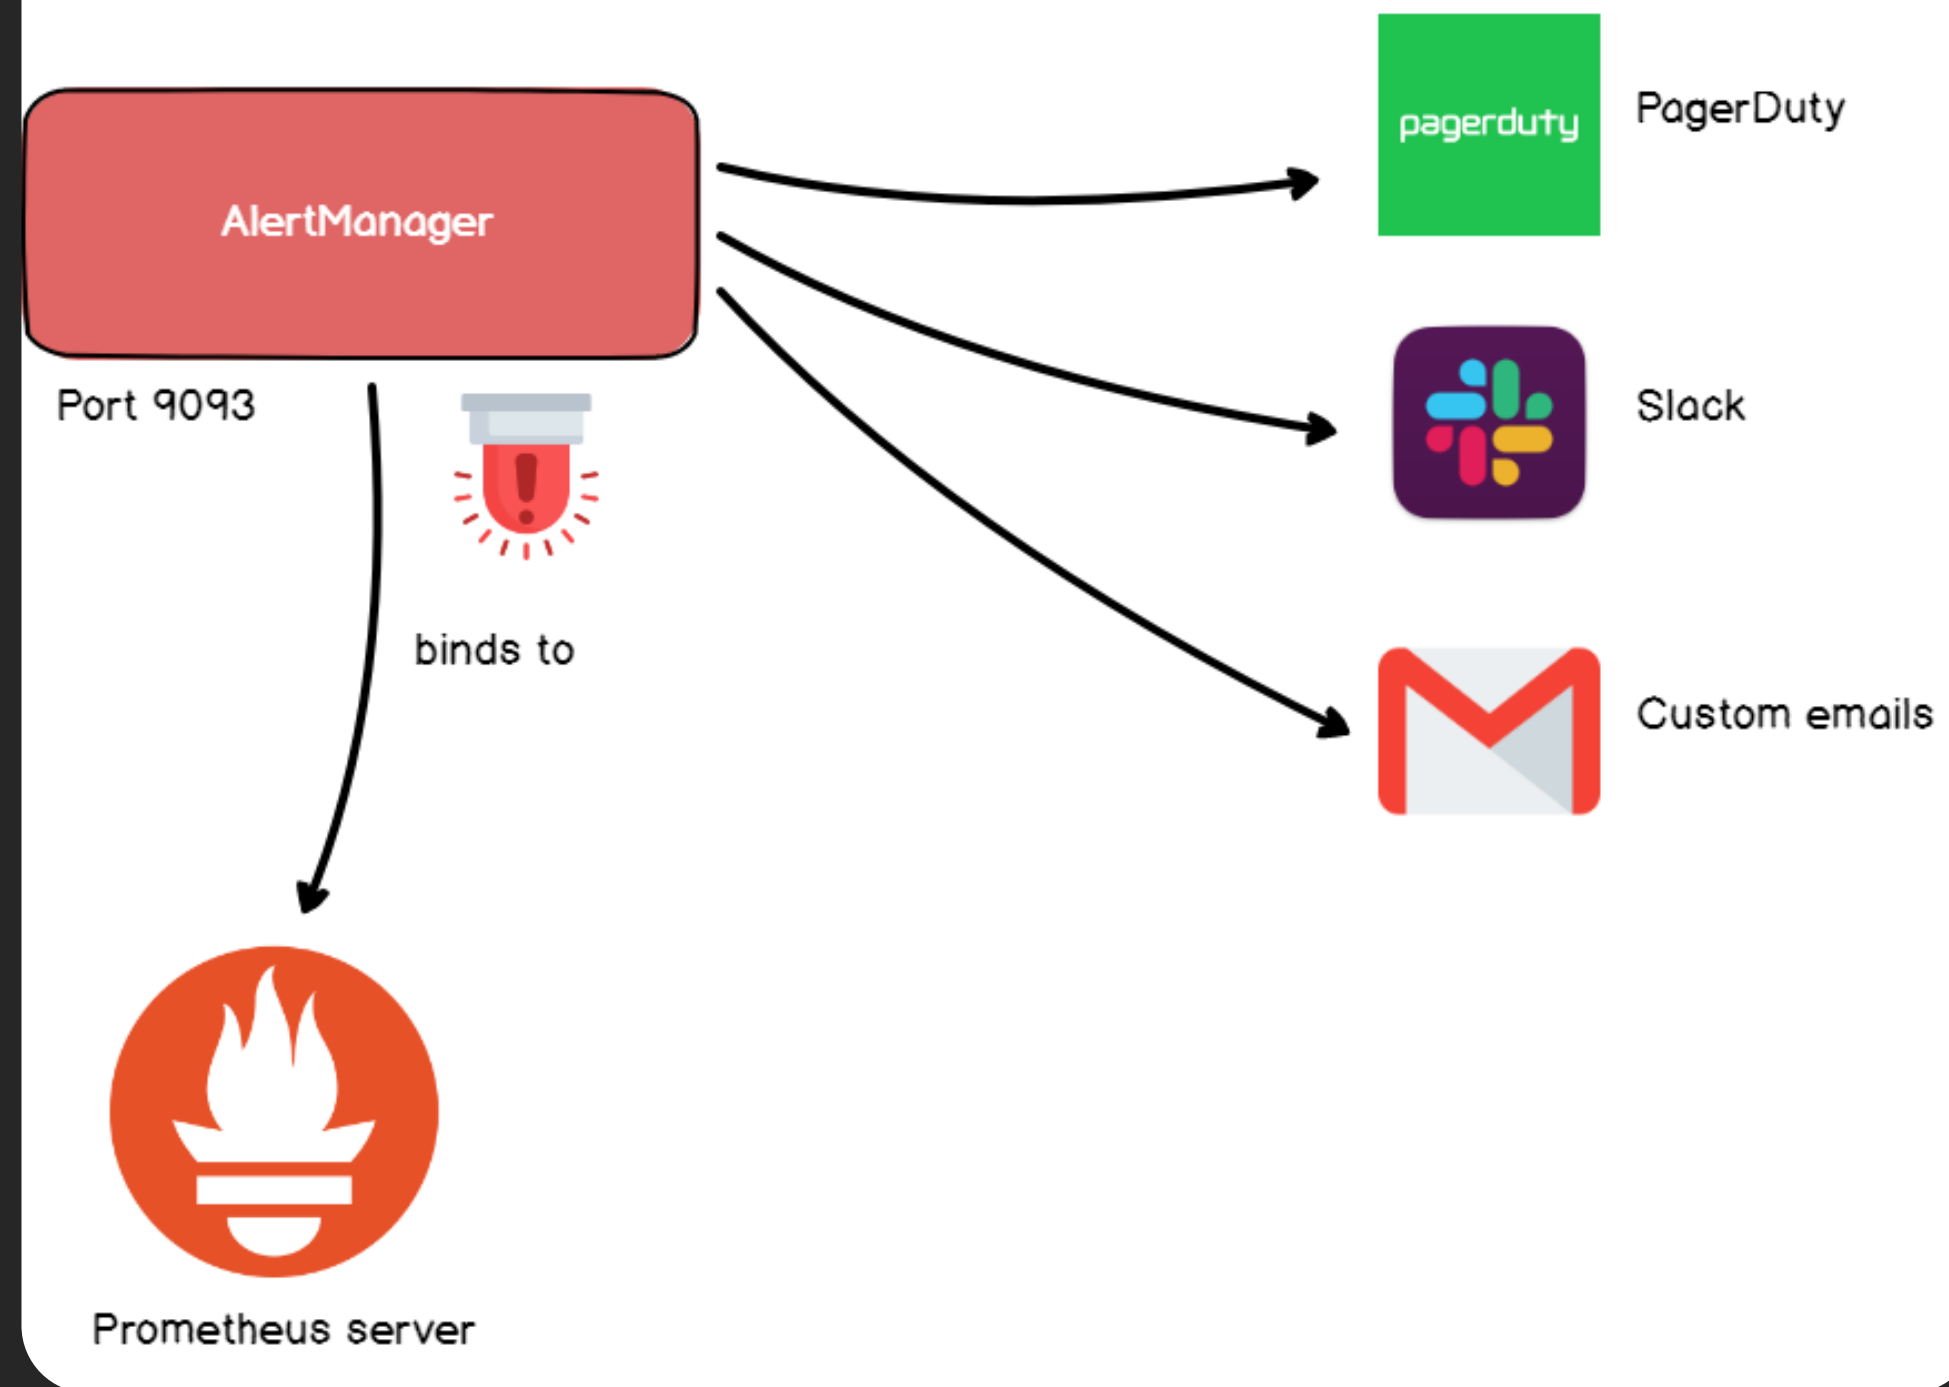 pagerduty
PagerDuty
AlertManager
Port 9093
Slack
binds to
Custom emails
Prometheus server